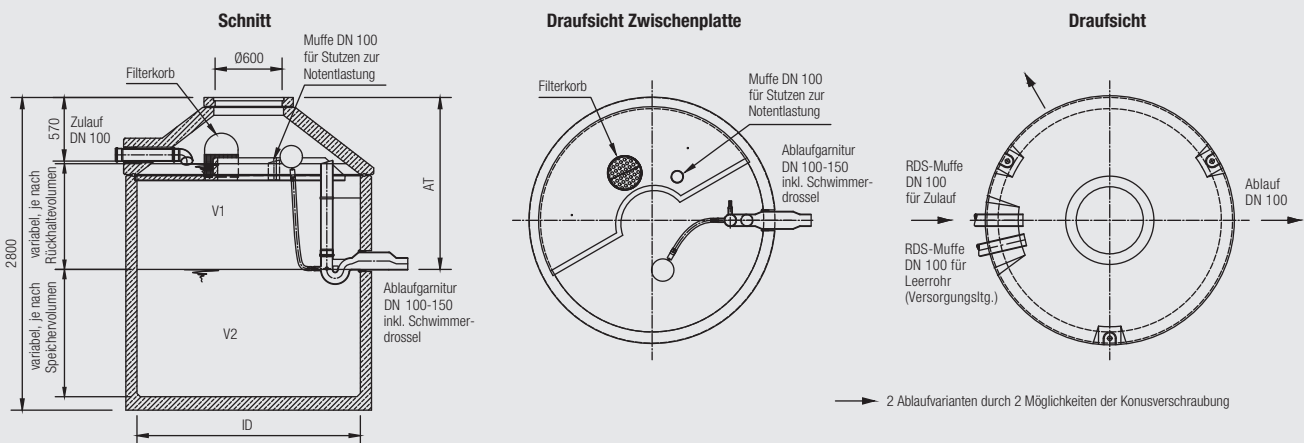 Schnitt
Ø600
Muffe DN 100
für Stutzen zur
Notentlastung
Filterkorb
570
Zulauf
DN 100
AT
2800
variabel, je nach
Rückhaltevolumen
V1
variabel, je nach
Speichervolumen
V2
Ablaufgarnitur
DN 100-150
inkl. Schwimmer-
drossel
ID
Draufsicht Zwischenplatte
Filterkorb
Muffe DN 100
für Stutzen zur
Notentlastung
Ablaufgarnitur
DN 100-150
inkl. Schwimmer-
drossel
Draufsicht
RDS-Muffe
DN 100
für Zulauf
RDS-Muffe
DN 100 für
Leerrohr
(Versorgungsltg.)
Ablauf
DN 100
2 Ablaufvarianten durch 2 Möglichkeiten der Konusverschraubung